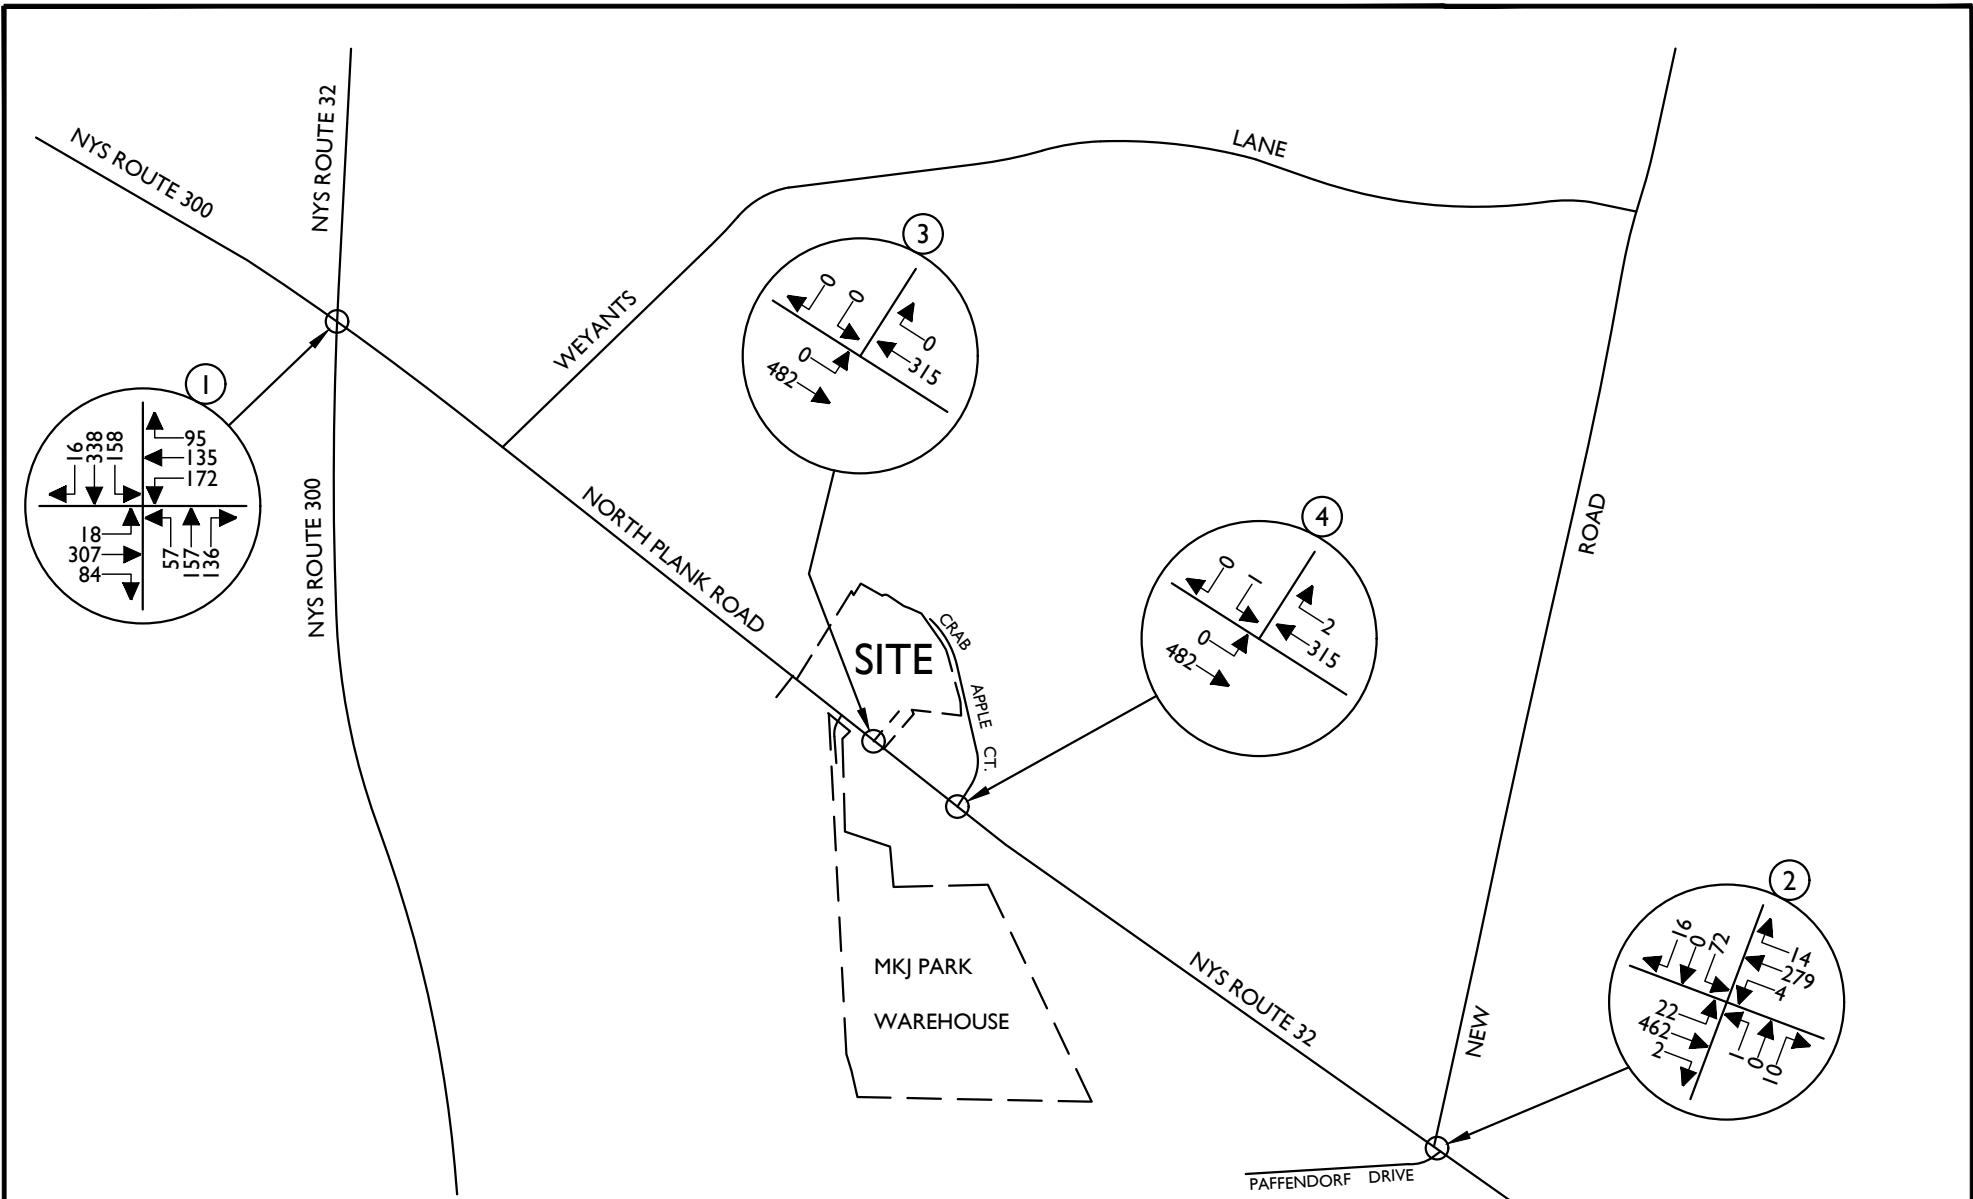 NYS ROUTE 32
NYS ROUTE 300
LANE
WEYANTS
3
0
0
0
0
315
482
1
16
338
158
95
135
172
18
307
84
57
157
136
NYS ROUTE 300
NORTH PLANK ROAD
4
0
1
2
0
315
482
ROAD
SITE
CRAB
APPLE
CT.
MKJ PARK
WAREHOUSE
NYS ROUTE 32
NEW
2
16
0
72
14
279
4
22
462
2
1
0
10
PAFFENDORF DRIVE